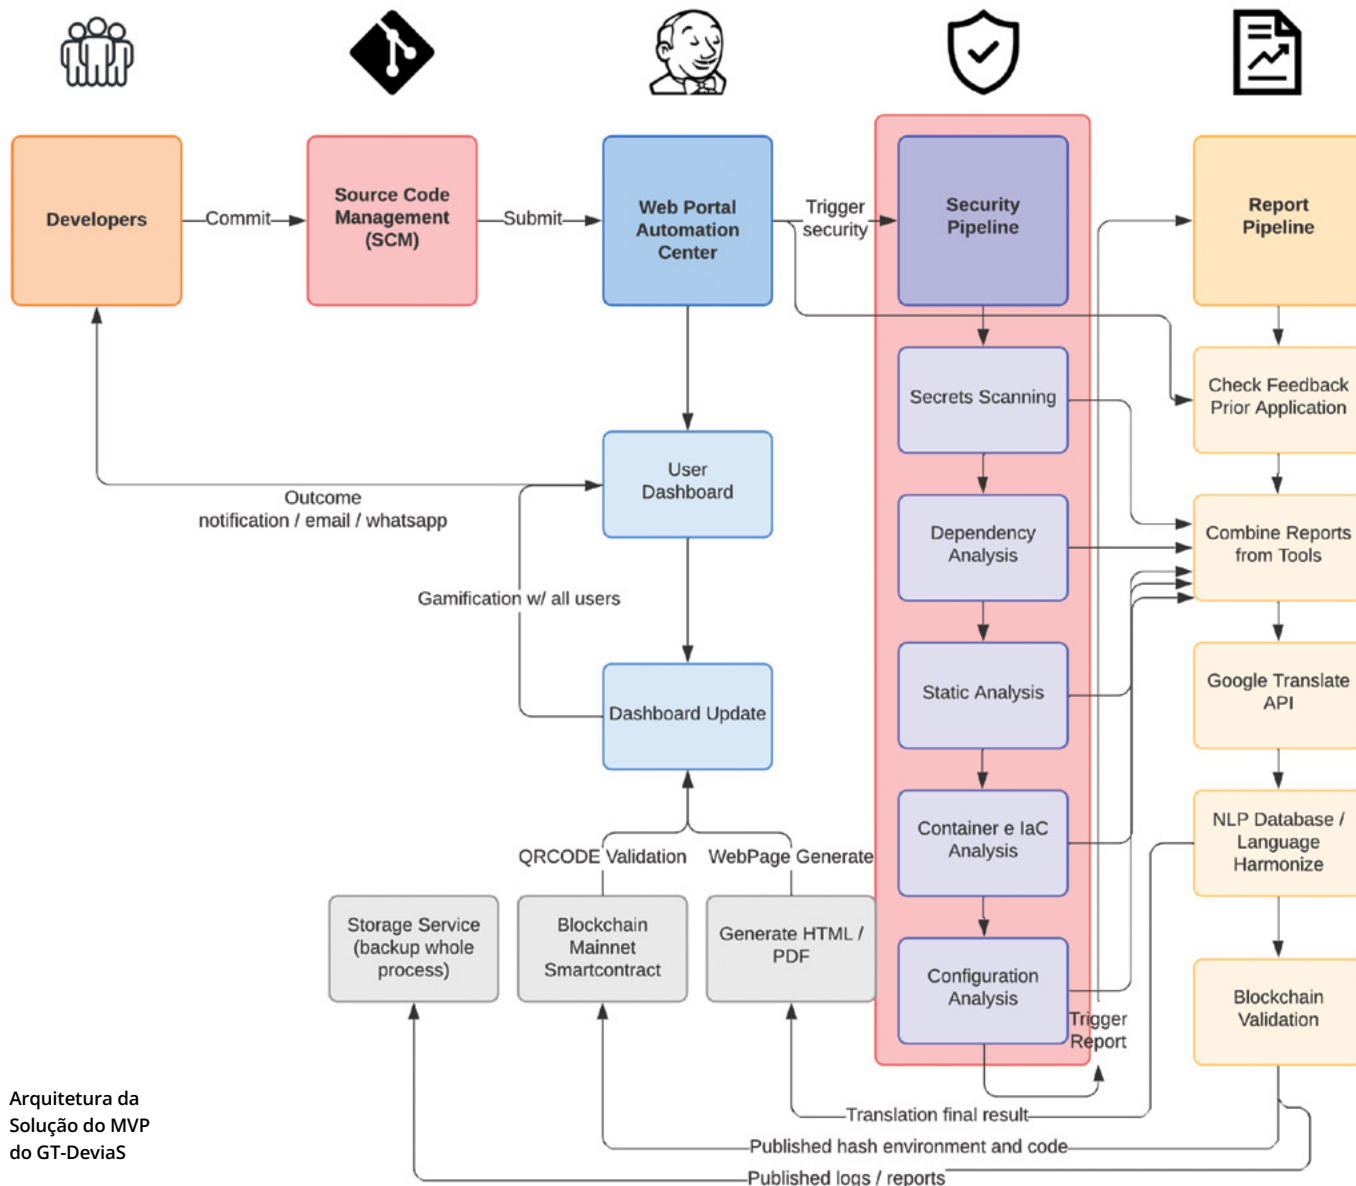 Developers
Commit
Source Code
Management
(SCM)
Submit
Web Portal
Automation
Center
Trigger
security
Security
Pipeline
Report
Pipeline
Secrets Scanning
Check Feedback
Prior Application
User
Dashboard
Outcome
notification / email / whatsapp
Dependency
Analysis
Combine Reports
from Tools
Gamification w/ all users
Static Analysis
Google Translate
API
Dashboard Update
Container e IaC
Analysis
NLP Database /
Language
Harmonize
QRCODE Validation
WebPage Generate
Storage Service
(backup whole
process)
Blockchain
Mainnet
Smartcontract
Generate HTML /
PDF
Configuration
Analysis
Blockchain
Validation
Trigger
Report
Translation final result
Published hash environment and code
Published logs / reports
Arquitetura da
Solução do MVP
do GT-DeviaS